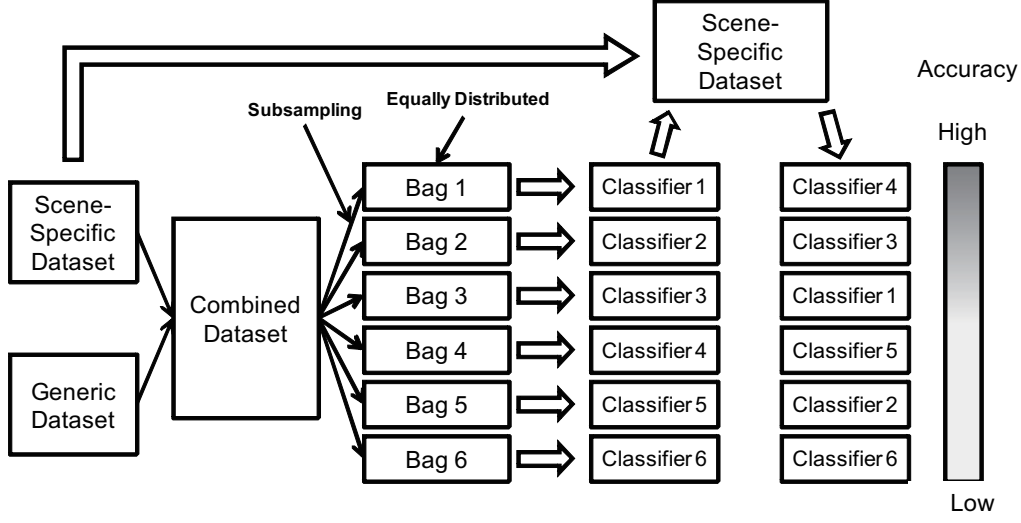 Scene-
Specific
Dataset
Accuracy
High
Subsampling
Equally Distributed
Scene-
Specific
Dataset
Generic
Dataset
Combined
Dataset
Bag 1
Bag 2
Bag 3
Bag 4
Bag 5
Bag 6
Classifier 1
Classifier 2
Classifier 3
Classifier 4
Classifier 5
Classifier 6
Classifier 4
Classifier 3
Classifier 1
Classifier 5
Classifier 2
Classifier 6
Low